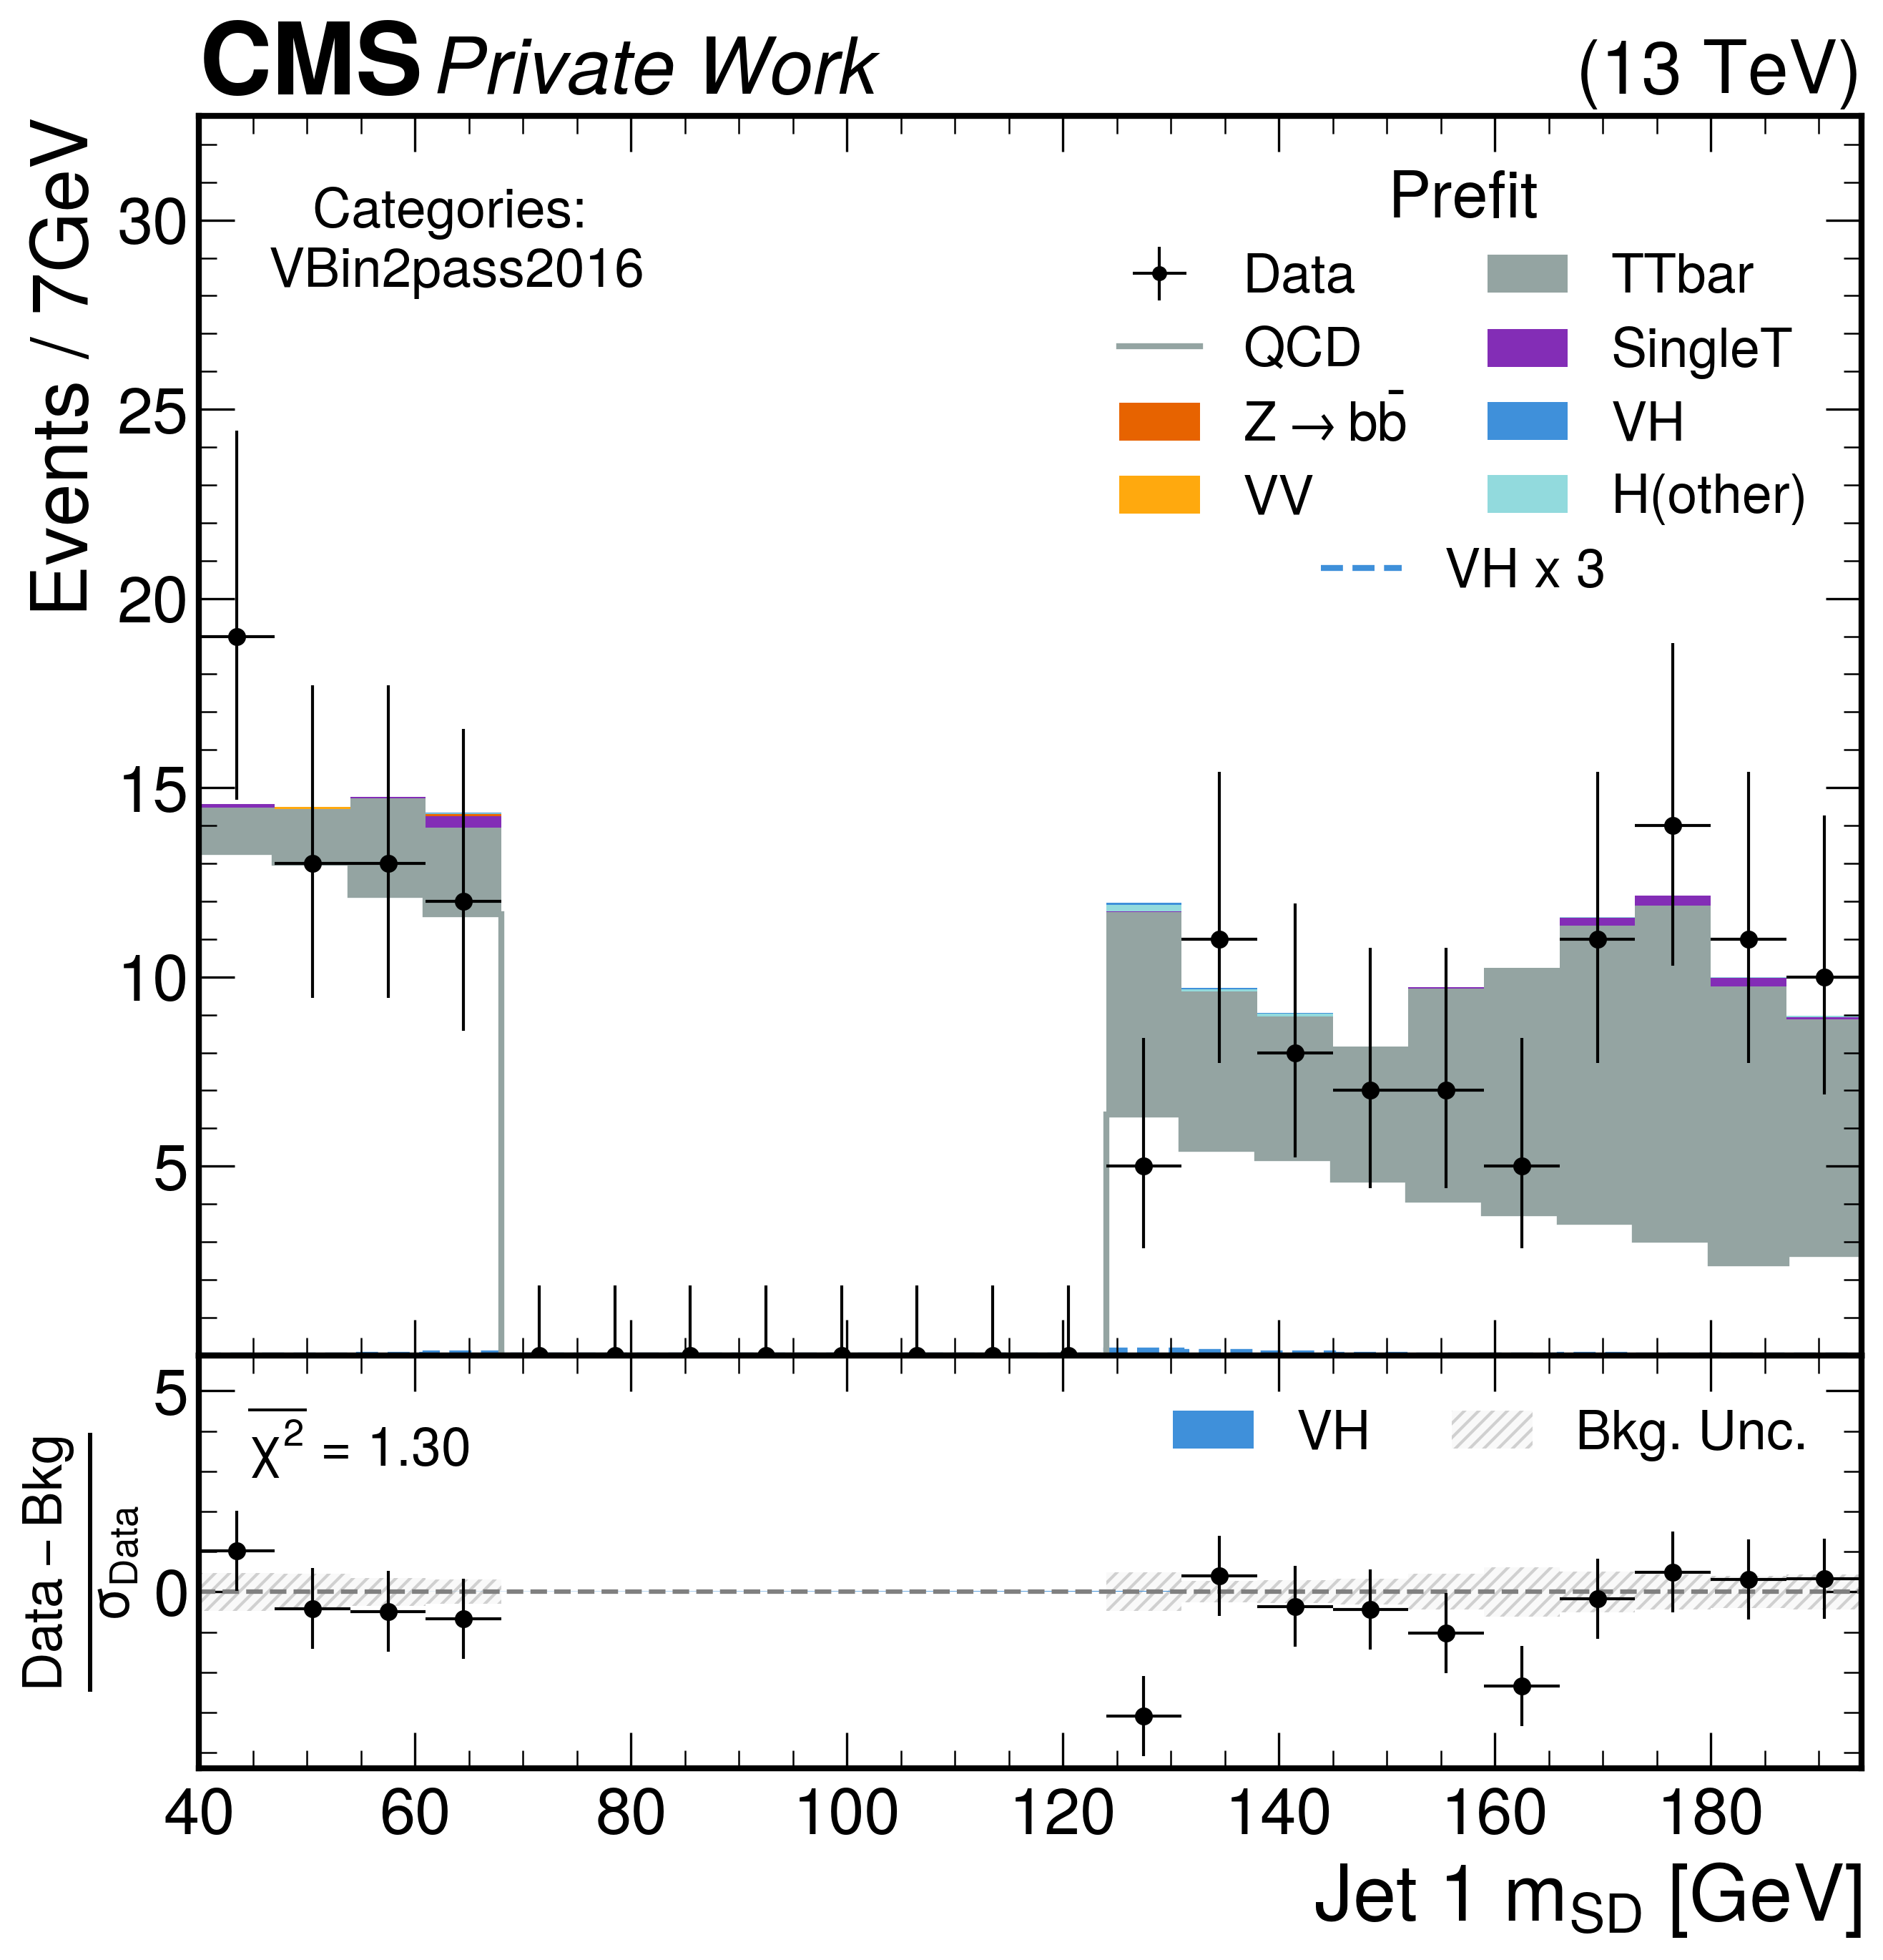 CMS Private Work (13 TeV)
Events / 7GeV
30
25
20
15
10
5
Categories:
VBin2pass2016
Prefit
Data
QCD
Z → bb̄
VV
TTbar
SingleT
VH
H(other)
VH x 3
Data − Bkg
σData
5
0
χ² = 1.30
VH
Bkg. Unc.
40 60 80 100 120 140 160 180
Jet 1 mSD [GeV]